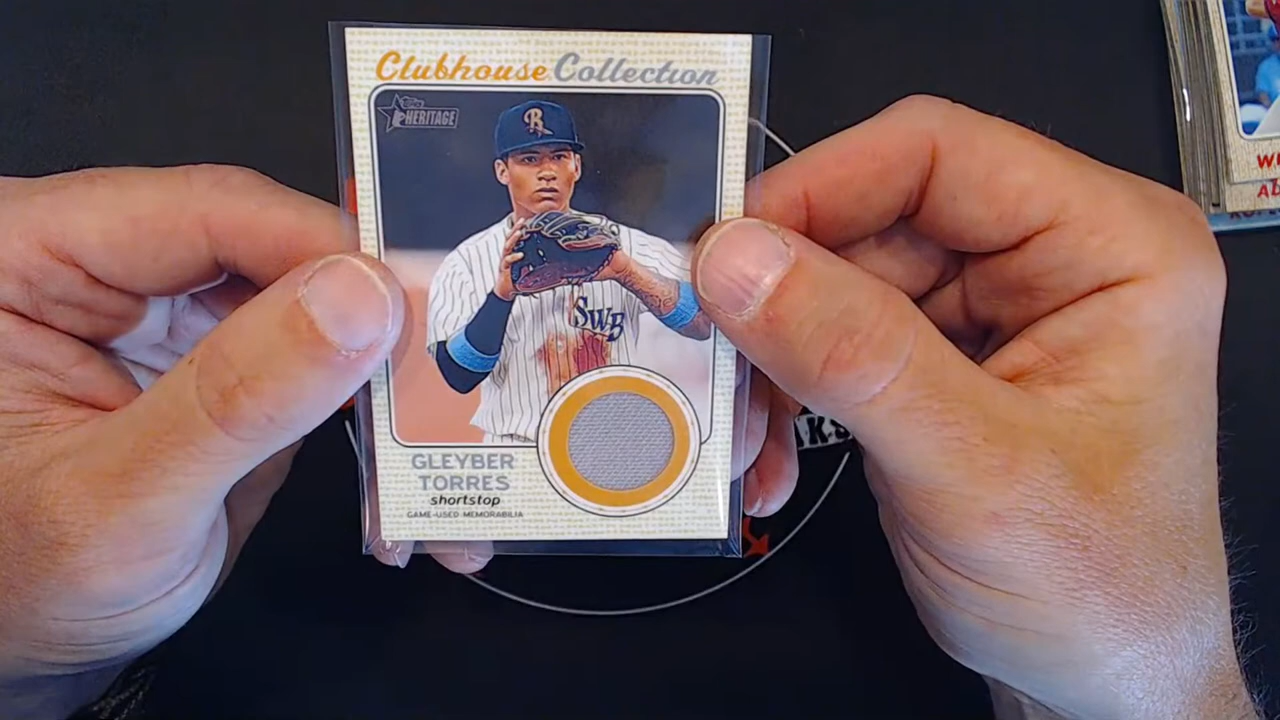 Clubhouse Collection
Topps
HERITAGE
R
SWB
GLEYBER
TORRES
shortstop
GAME-USED MEMORABILIA